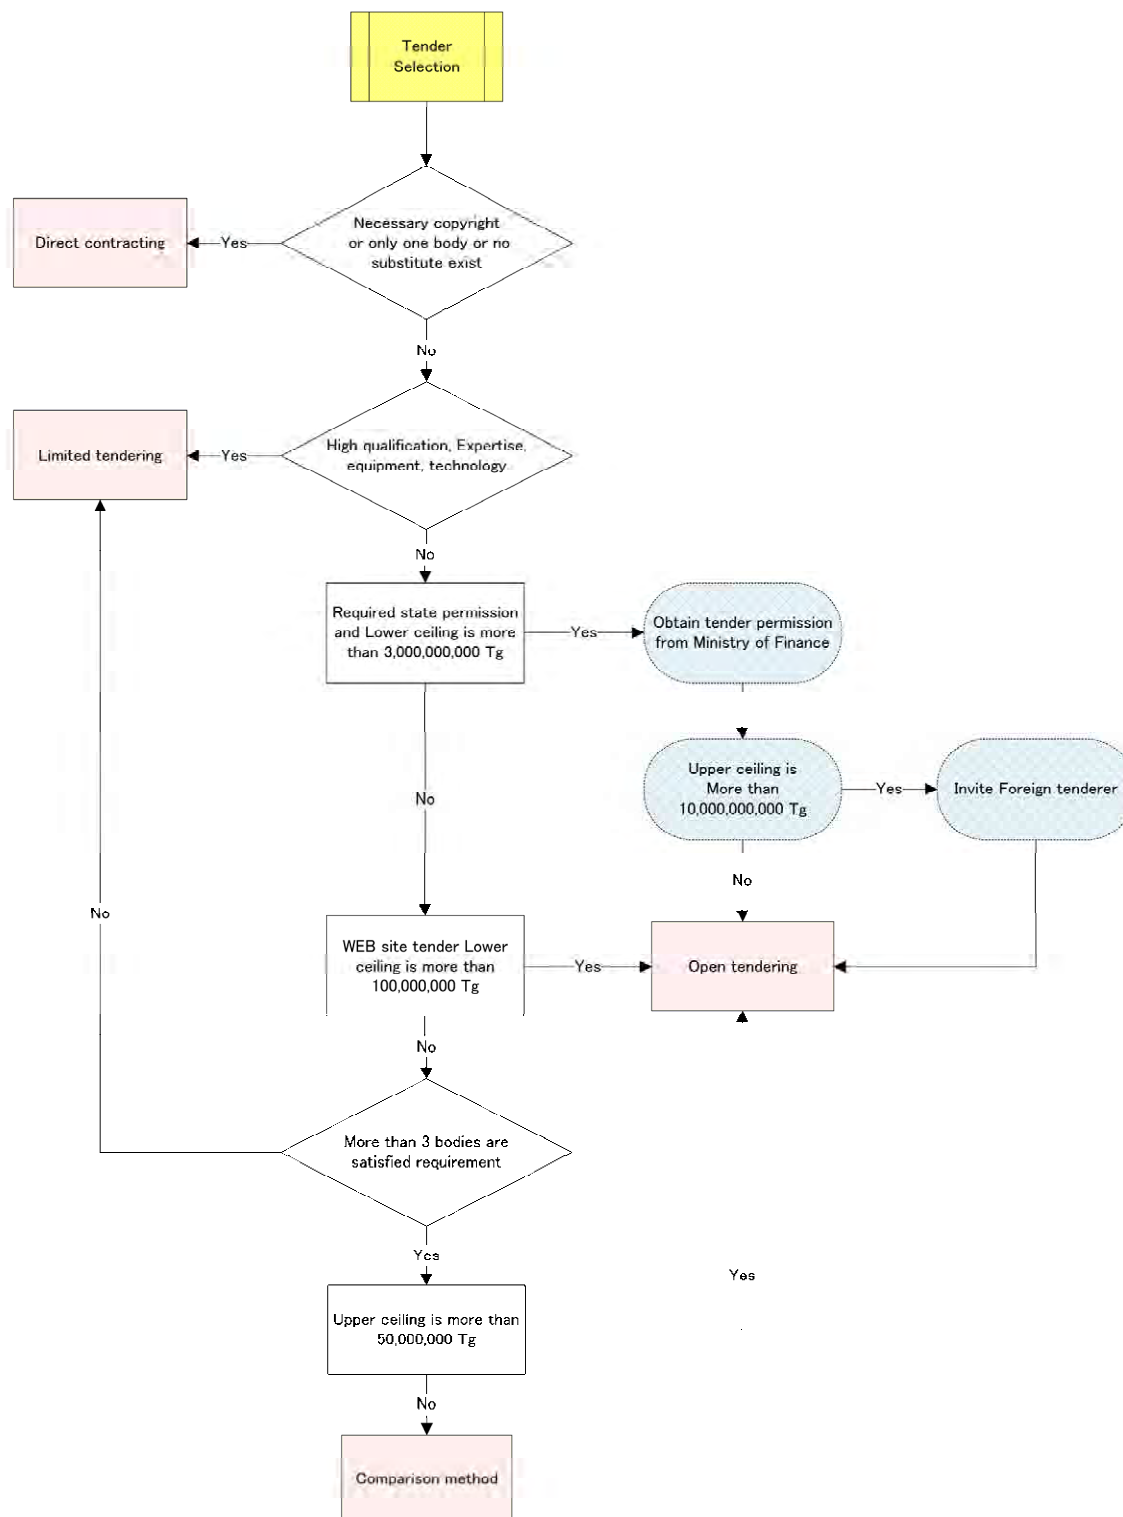 Tender
Selection
Necessary copyright
or only one body or no
substitute exist
Yes
Direct contracting
No
High qualification, Expertise,
equipment, technology
Yes
Limited tendering
No
Required state permission
and Lower ceiling is more
than 3,000,000,000 Tg
Yes
Obtain tender permission
from Ministry of Finance
Upper ceiling is
More than
10,000,000,000 Tg
Yes
Invite Foreign tenderer
No
No
No
WEB site tender Lower
ceiling is more than
100,000,000 Tg
Yes
Open tendering
No
More than 3 bodies are
satisfied requirement
Yes
Yes
Upper ceiling is more than
50,000,000 Tg
No
Comparison method